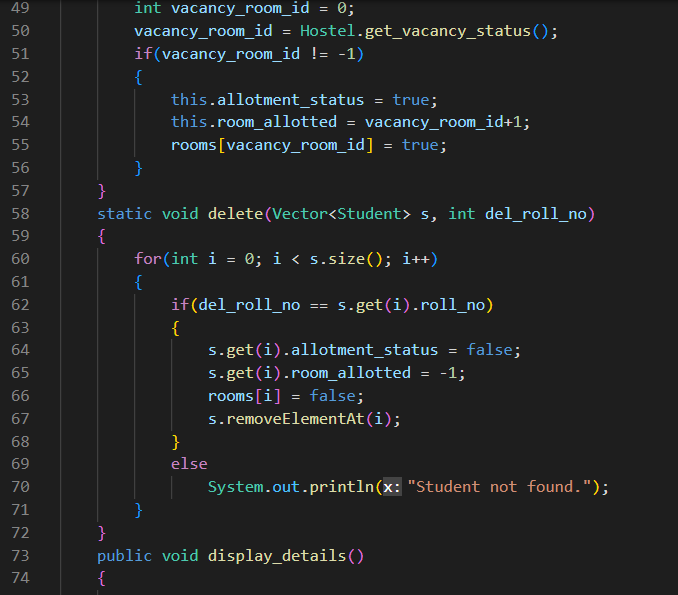 49 int vacancy_room_id = 0;
50 vacancy_room_id = Hostel.get_vacancy_status();
51 if(vacancy_room_id != -1)
52 {
53 this.allotment_status = true;
54 this.room_allotted = vacancy_room_id+1;
55 rooms[vacancy_room_id] = true;
56 }
57 }
58 static void delete(Vector<Student> s, int del_roll_no)
59 {
60 for(int i = 0; i < s.size(); i++)
61 {
62 if(del_roll_no == s.get(i).roll_no)
63 {
64 s.get(i).allotment_status = false;
65 s.get(i).room_allotted = -1;
66 rooms[i] = false;
67 s.removeElementAt(i);
68 }
69 else
70 System.out.println(x: "Student not found.");
71 }
72 }
73 public void display_details()
74 {